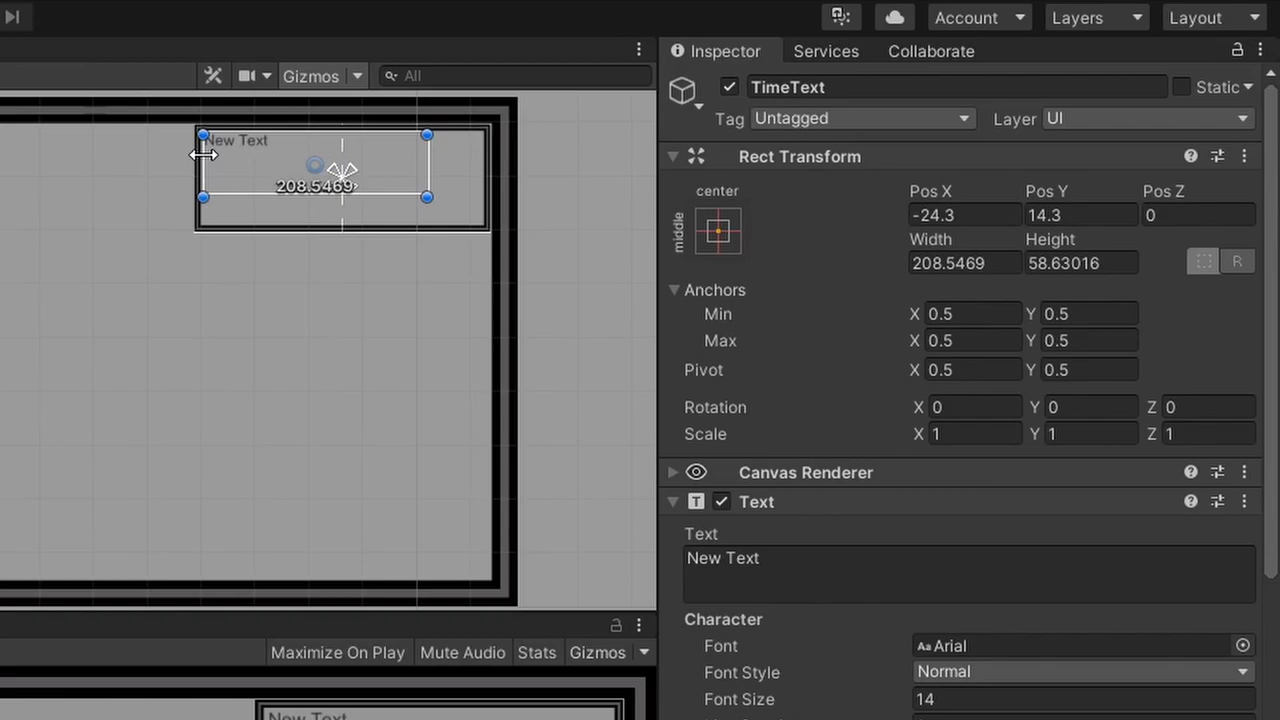 Account Layers Layout
Inspector Services Collaborate
Gizmos All
TimeText Static
Tag Untagged Layer UI
New Text
208.5469
Rect Transform
center
middle
Pos X Pos Y Pos Z
-24.3 14.3 0
Width Height
208.5469 58.63016 R
Anchors
Min X 0.5 Y 0.5
Max X 0.5 Y 0.5
Pivot X 0.5 Y 0.5
Rotation X 0 Y 0 Z 0
Scale X 1 Y 1 Z 1
Canvas Renderer
T Text
Text
New Text
Character
Font Aa Arial
Font Style Normal
Font Size 14
Maximize On Play Mute Audio Stats Gizmos
New Text